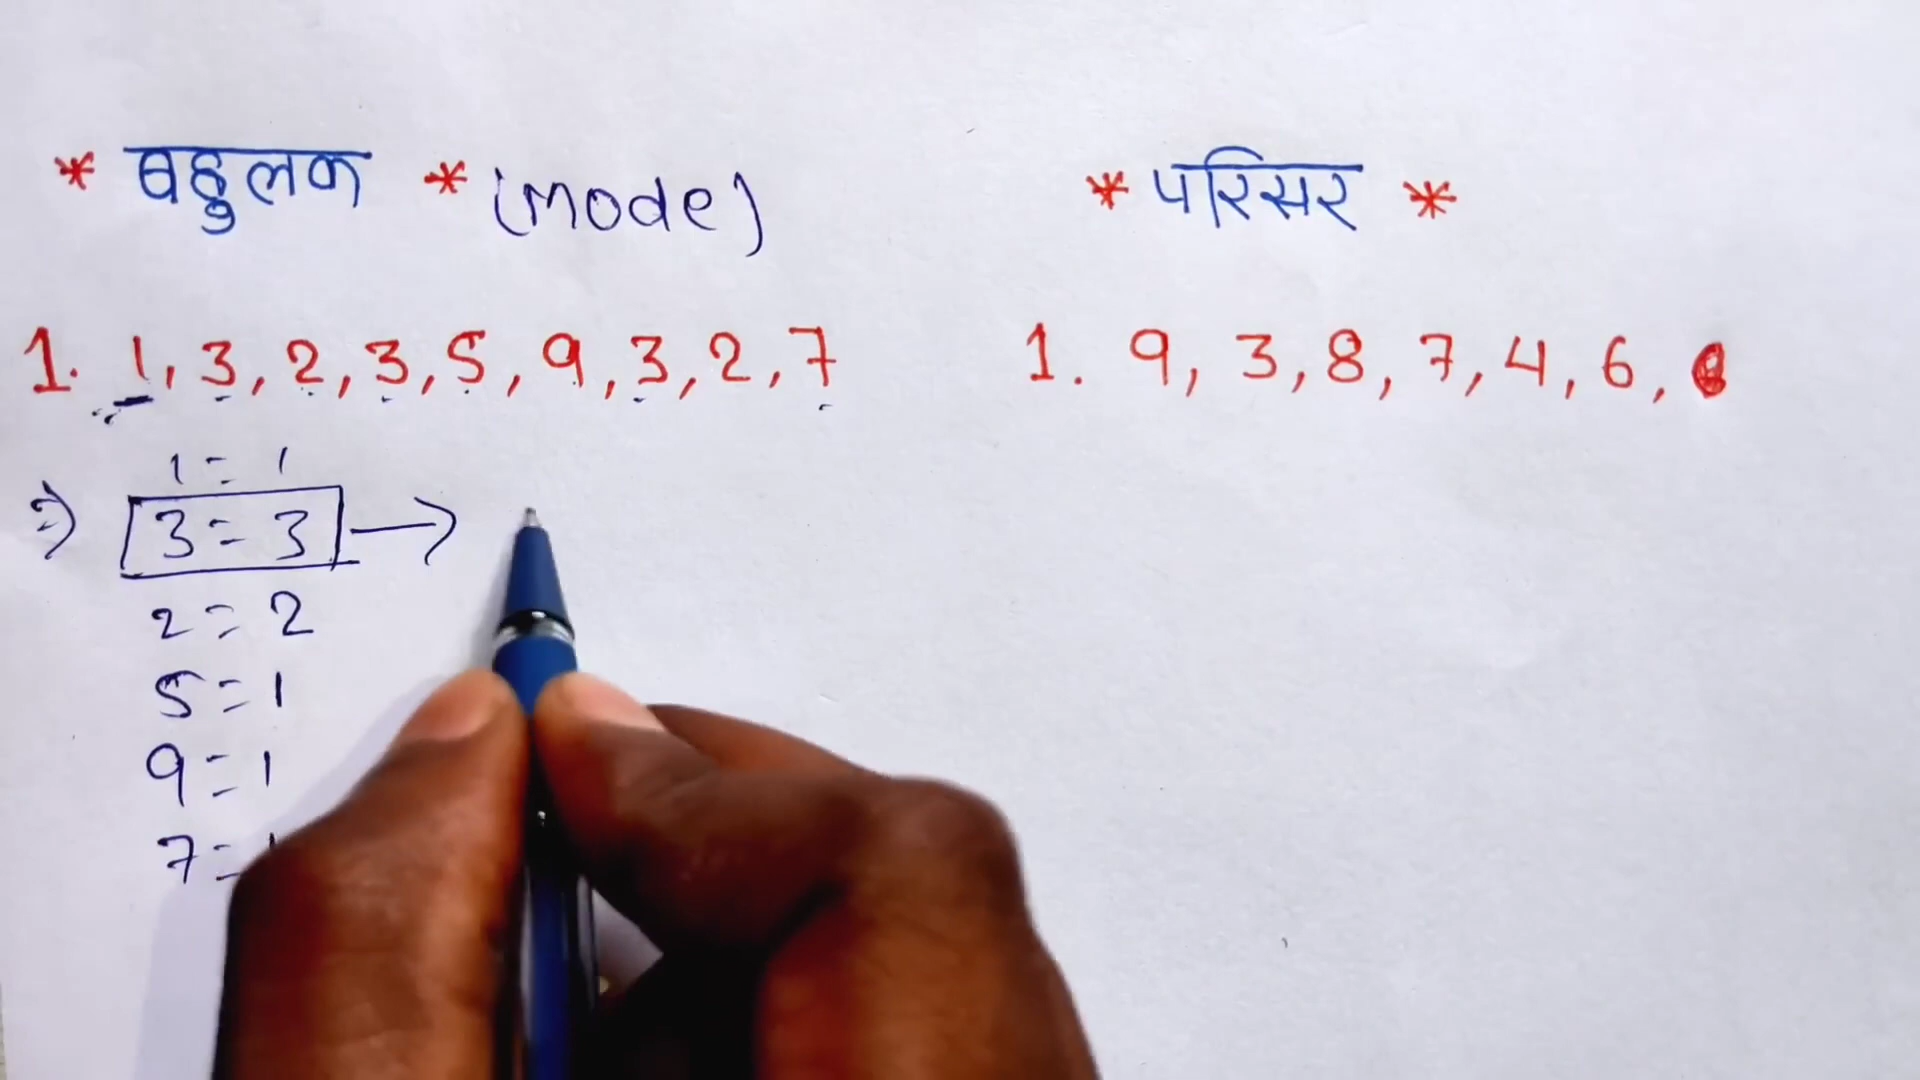 * बहुलक * (mode)
1. 1, 3, 2, 3, 5, 9, 3, 2, 7
1 = 1
=) 3 = 3 →
2 = 2
5 = 1
9 = 1
7 =
* परिसर *
1. 9, 3, 8, 7, 4, 6,